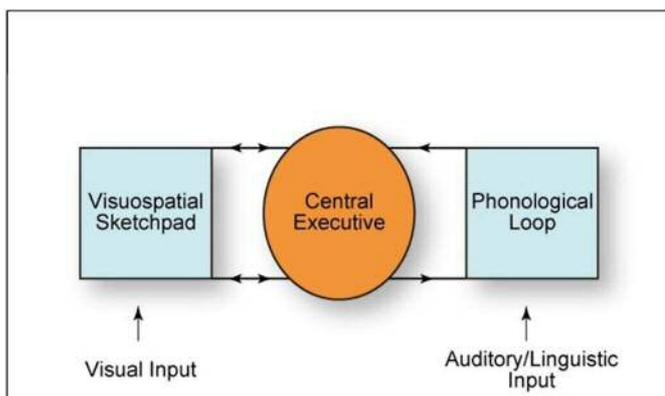 Visuospatial
Sketchpad
Central
Executive
Phonological
Loop
Visual Input
Auditory/Linguistic
Input